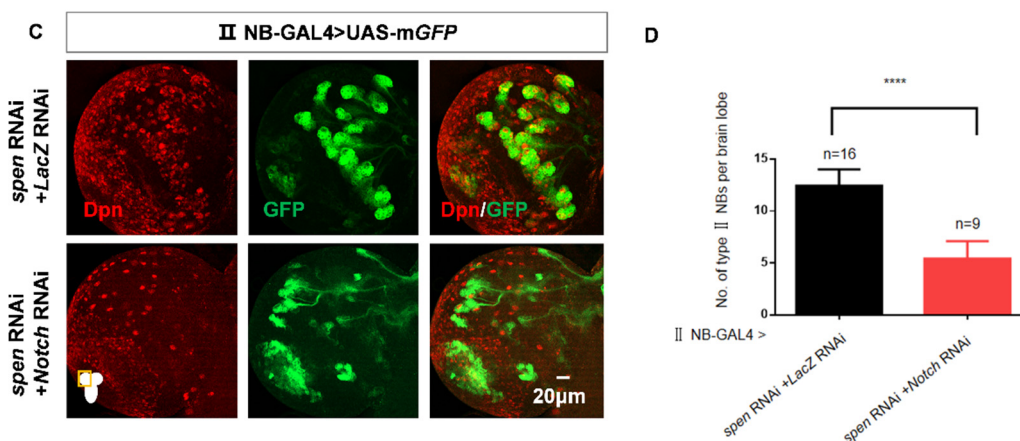 C
Ⅱ NB-GAL4>UAS-mGFP
spen RNAi
+LacZ RNAi
Dpn
GFP
Dpn/GFP
spen RNAi
+Notch RNAi
20μm
D
****
No. of type Ⅱ NBs per brain lobe
15
10
5
0
n=16
n=9
Ⅱ NB-GAL4 >
spen RNAi +LacZ RNAi
spen RNAi +Notch RNAi